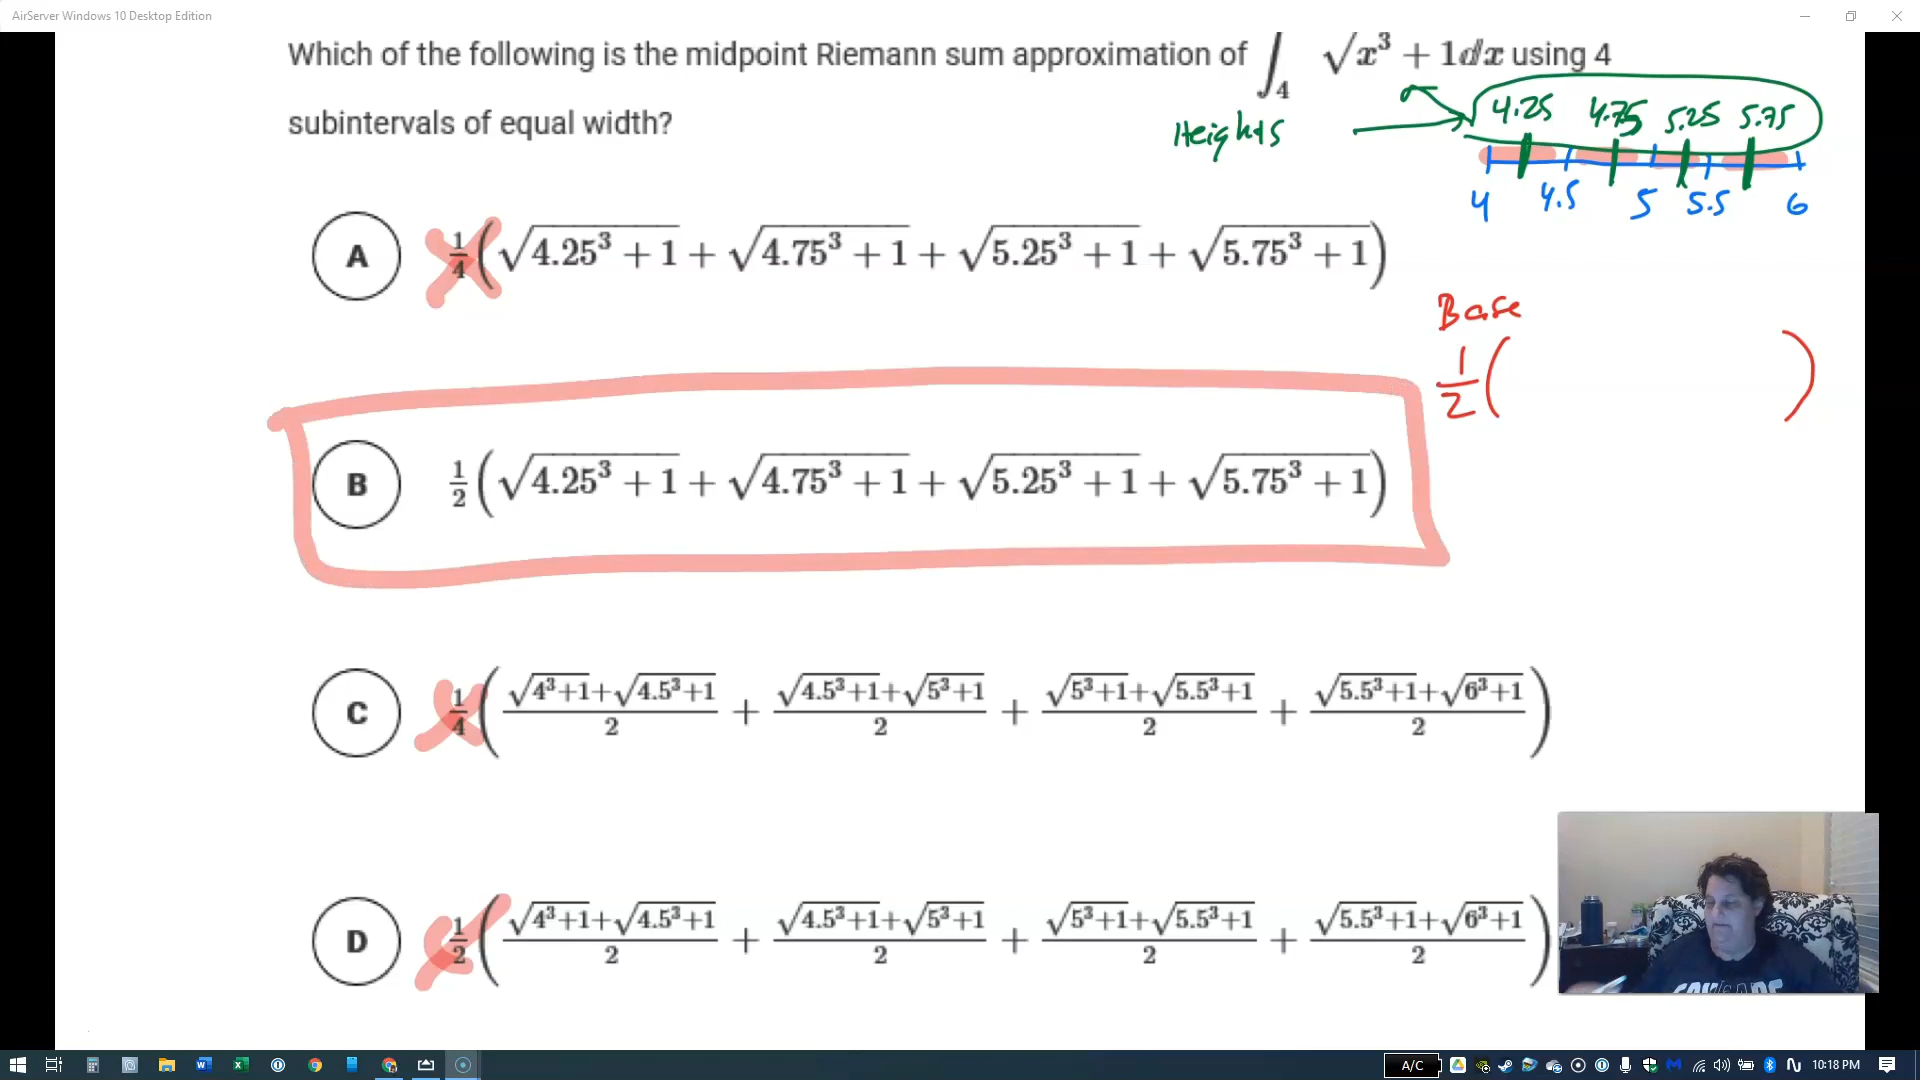 AirServer Windows 10 Desktop Edition
Which of the following is the midpoint Riemann sum approximation of ∫₄ √x³ + 1dx using 4
subintervals of equal width?
Heights
4.25 4.75 5.25 5.75
4 4.5 5 5.5 6
A 1/4(√(4.25³ + 1) + √(4.75³ + 1) + √(5.25³ + 1) + √(5.75³ + 1))
Base
1/2( )
B 1/2(√(4.25³ + 1) + √(4.75³ + 1) + √(5.25³ + 1) + √(5.75³ + 1))
C 1/4((√(4³+1)+√(4.5³+1))/2 + (√(4.5³+1)+√(5³+1))/2 + (√(5³+1)+√(5.5³+1))/2 + (√(5.5³+1)+√(6³+1))/2)
D 1/2((√(4³+1)+√(4.5³+1))/2 + (√(4.5³+1)+√(5³+1))/2 + (√(5³+1)+√(5.5³+1))/2 + (√(5.5³+1)+√(6³+1))/2)
A/C
10:18 PM